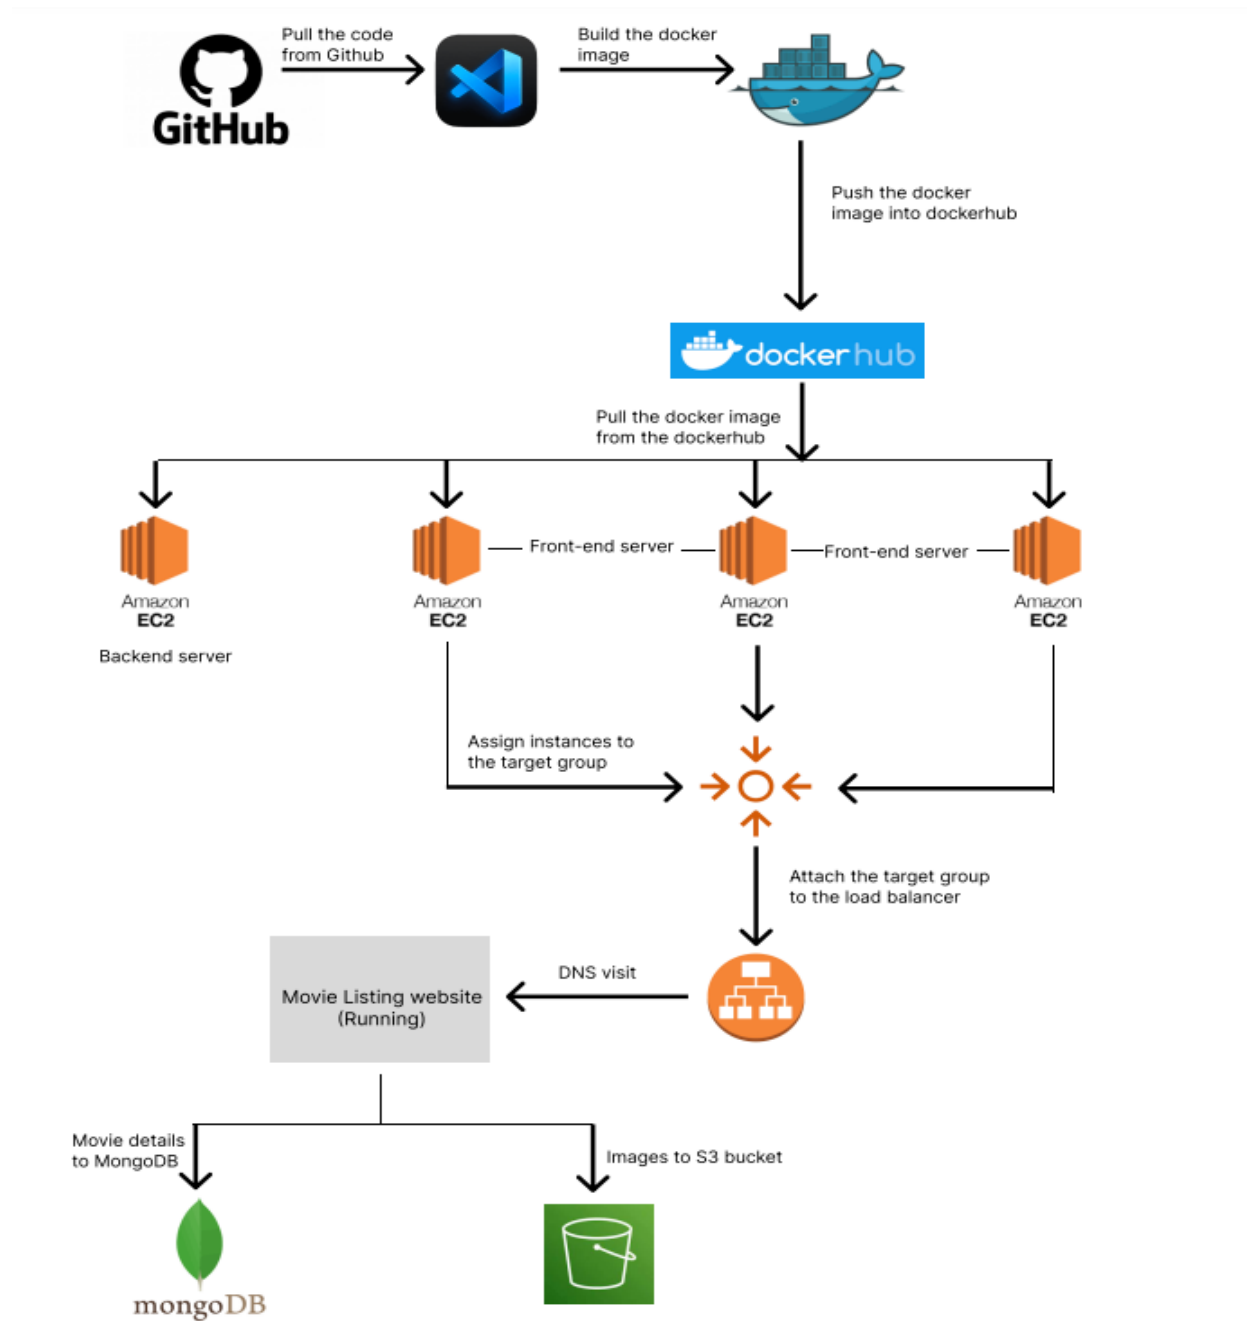 Pull the code
from Github
Build the docker
image
GitHub
Push the docker
image into dockerhub
dockerhub
Pull the docker image
from the dockerhub
Front-end server
Front-end server
Amazon
EC2
Amazon
EC2
Amazon
EC2
Amazon
EC2
Backend server
Assign instances to
the target group
Attach the target group
to the load balancer
DNS visit
Movie Listing website
(Running)
Movie details
to MongoDB
Images to S3 bucket
mongoDB